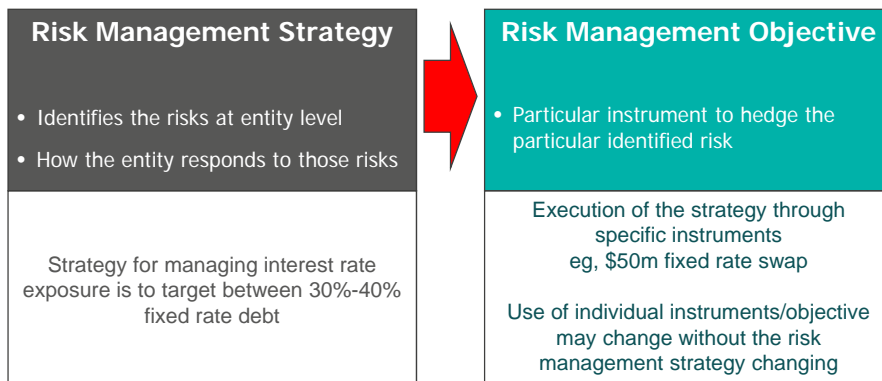 Risk Management Strategy
• Identifies the risks at entity level
• How the entity responds to those risks
Strategy for managing interest rate
exposure is to target between 30%-40%
fixed rate debt
Risk Management Objective
• Particular instrument to hedge the
particular identified risk
Execution of the strategy through
specific instruments
eg, $50m fixed rate swap
Use of individual instruments/objective
may change without the risk
management strategy changing